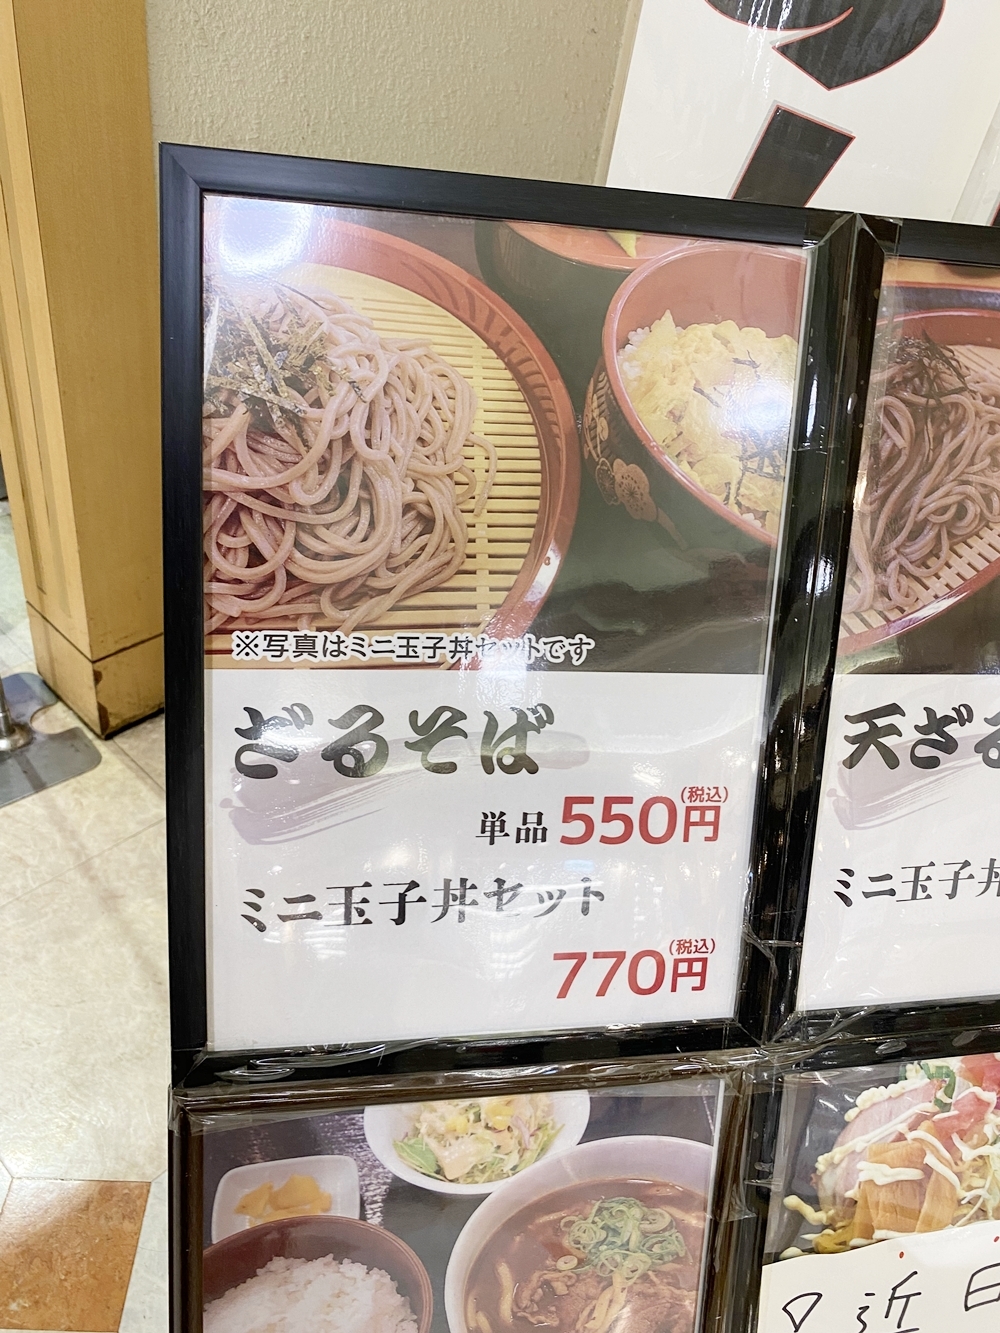 ※写真はミニ玉子丼セットです
ざるそば
単品 550円(税込)
ミニ玉子丼セット
770円(税込)
天ざる
ミニ玉子丼
近日